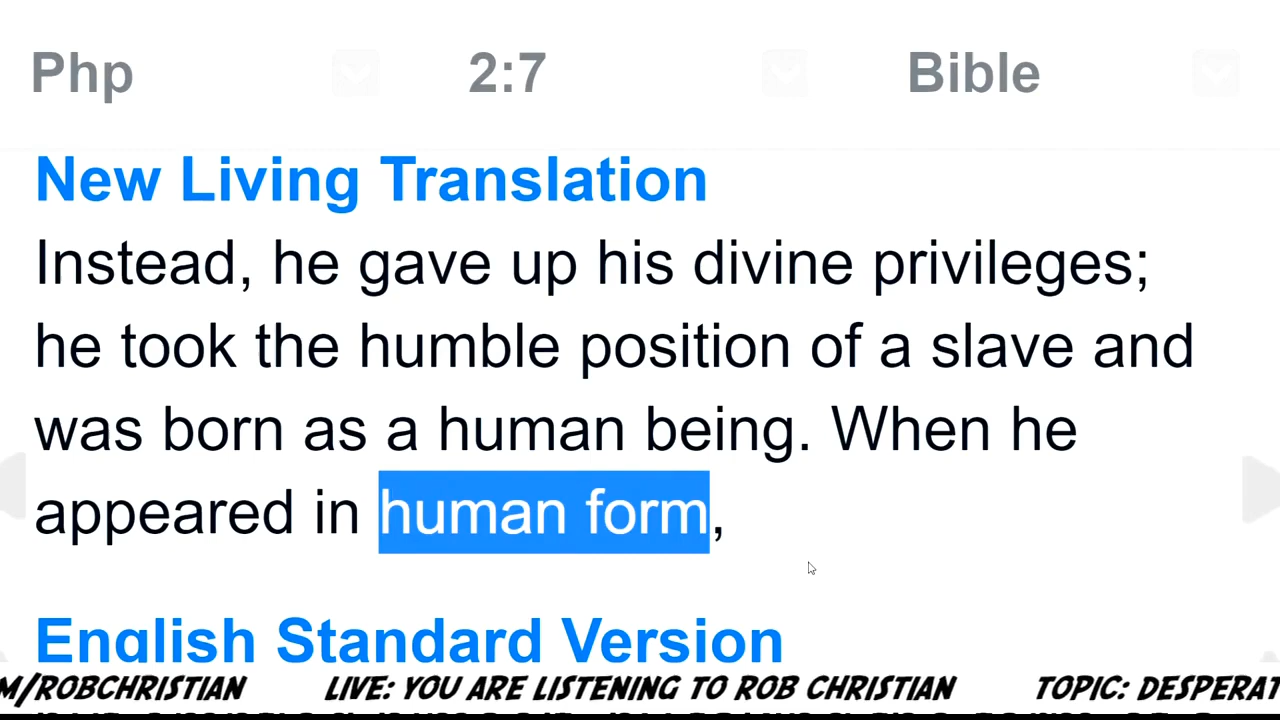 Php 2:7 Bible
New Living Translation
Instead, he gave up his divine privileges;
he took the humble position of a slave and
was born as a human being. When he
appeared in human form,
English Standard Version
M/ROBCHRISTIAN LIVE: YOU ARE LISTENING TO ROB CHRISTIAN TOPIC: DESPERAT